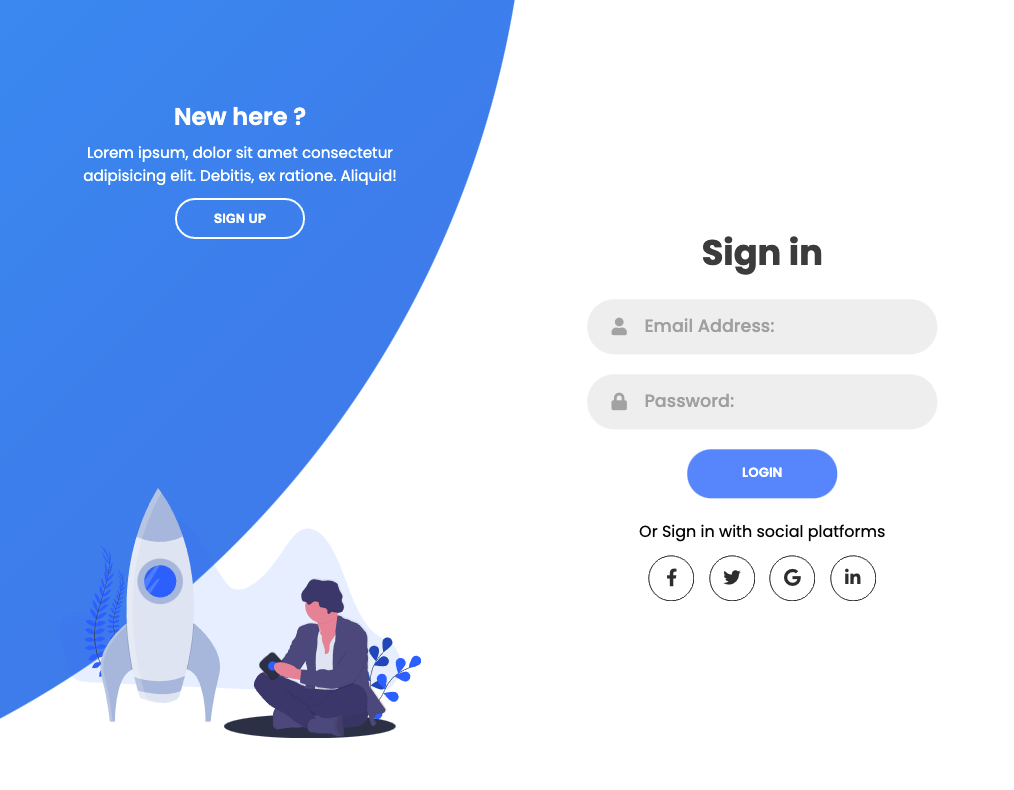 New here ?
Lorem ipsum, dolor sit amet consectetur
adipisicing elit. Debitis, ex ratione. Aliquid!
SIGN UP
Sign in
Email Address:
Password:
LOGIN
Or Sign in with social platforms